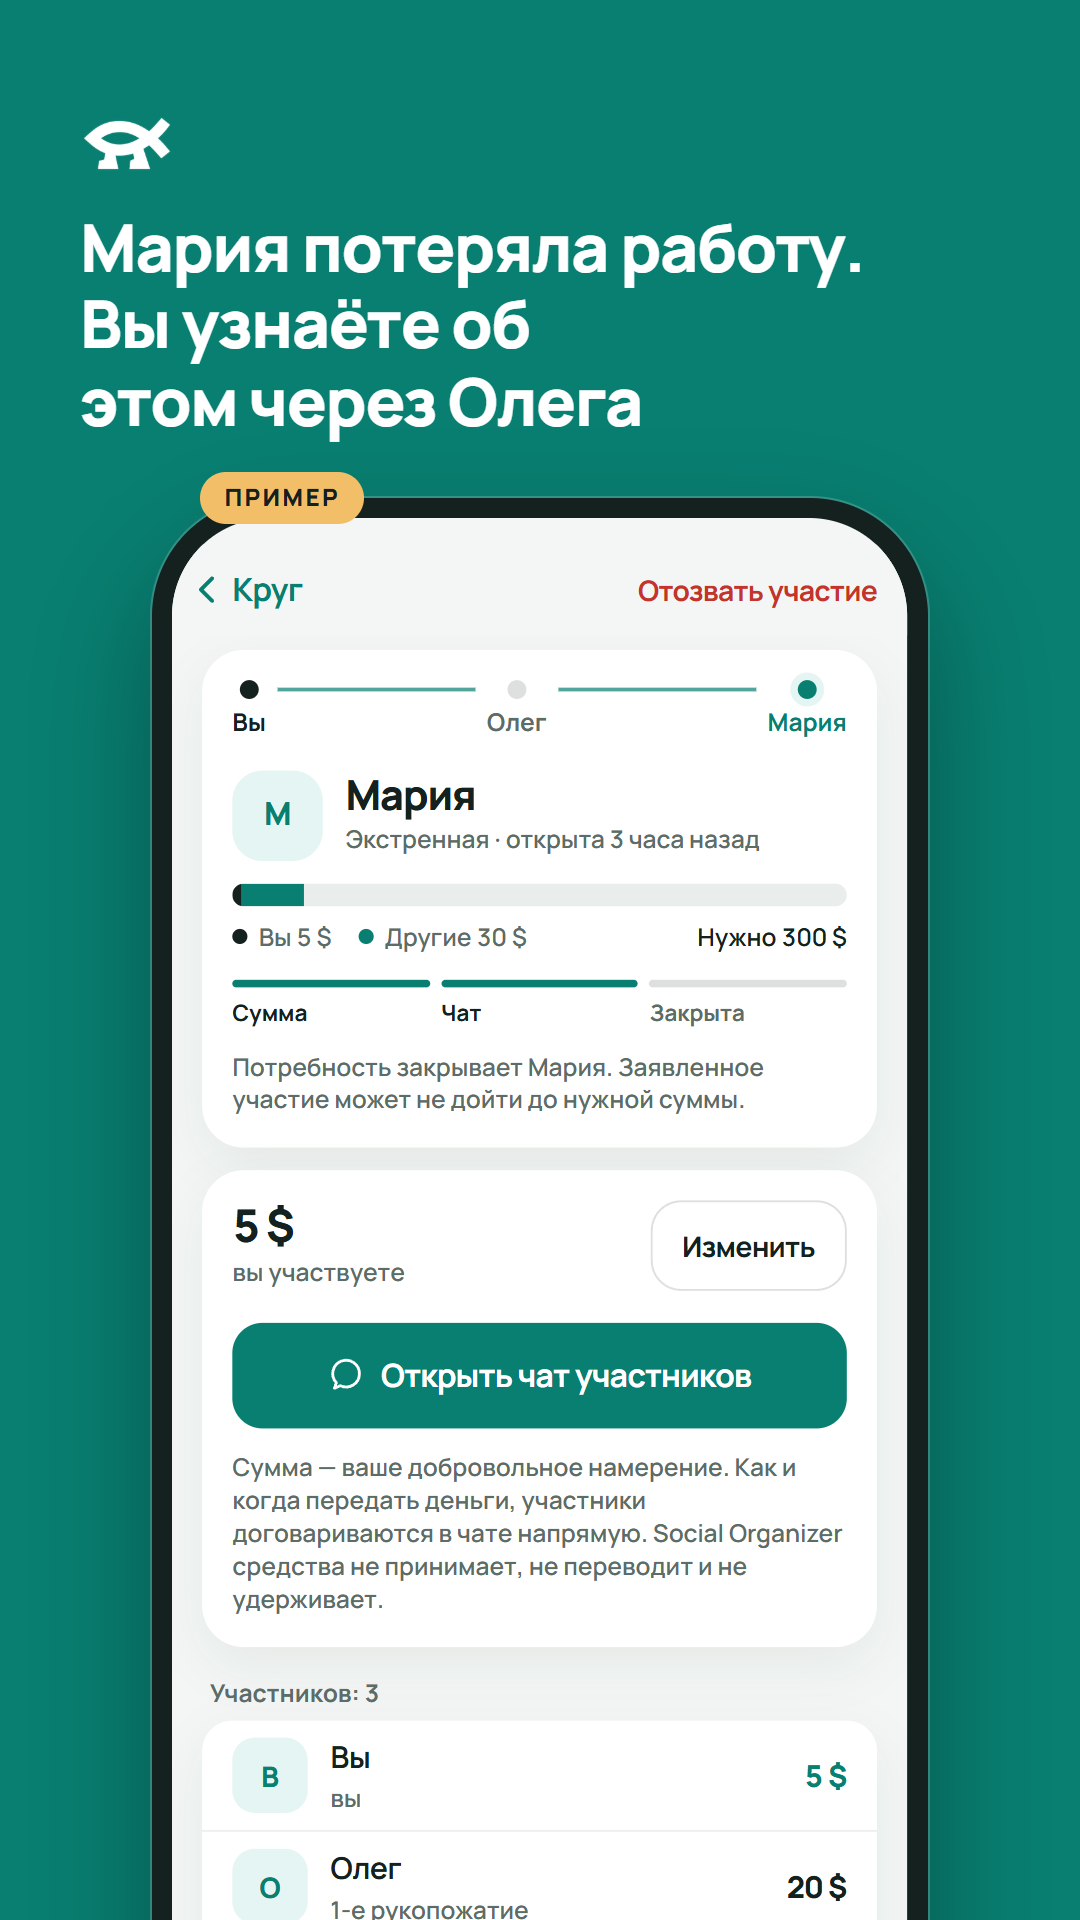 Мария потеряла работу.
Вы узнаёте об
этом через Олега
ПРИМЕР
Круг
Отозвать участие
Вы
Олег
Мария
М
Мария
Экстренная · открыта 3 часа назад
Вы 5 $
Другие 30 $
Нужно 300 $
Сумма
Чат
Закрыта
Потребность закрывает Мария. Заявленное
участие может не дойти до нужной суммы.
5 $
вы участвуете
Изменить
Открыть чат участников
Сумма — ваше добровольное намерение. Как и
когда передать деньги, участники
договариваются в чате напрямую. Social Organizer
средства не принимает, не переводит и не
удерживает.
Участников: 3
В
Вы
вы
5 $
О
Олег
1-е рукопожатие
20 $